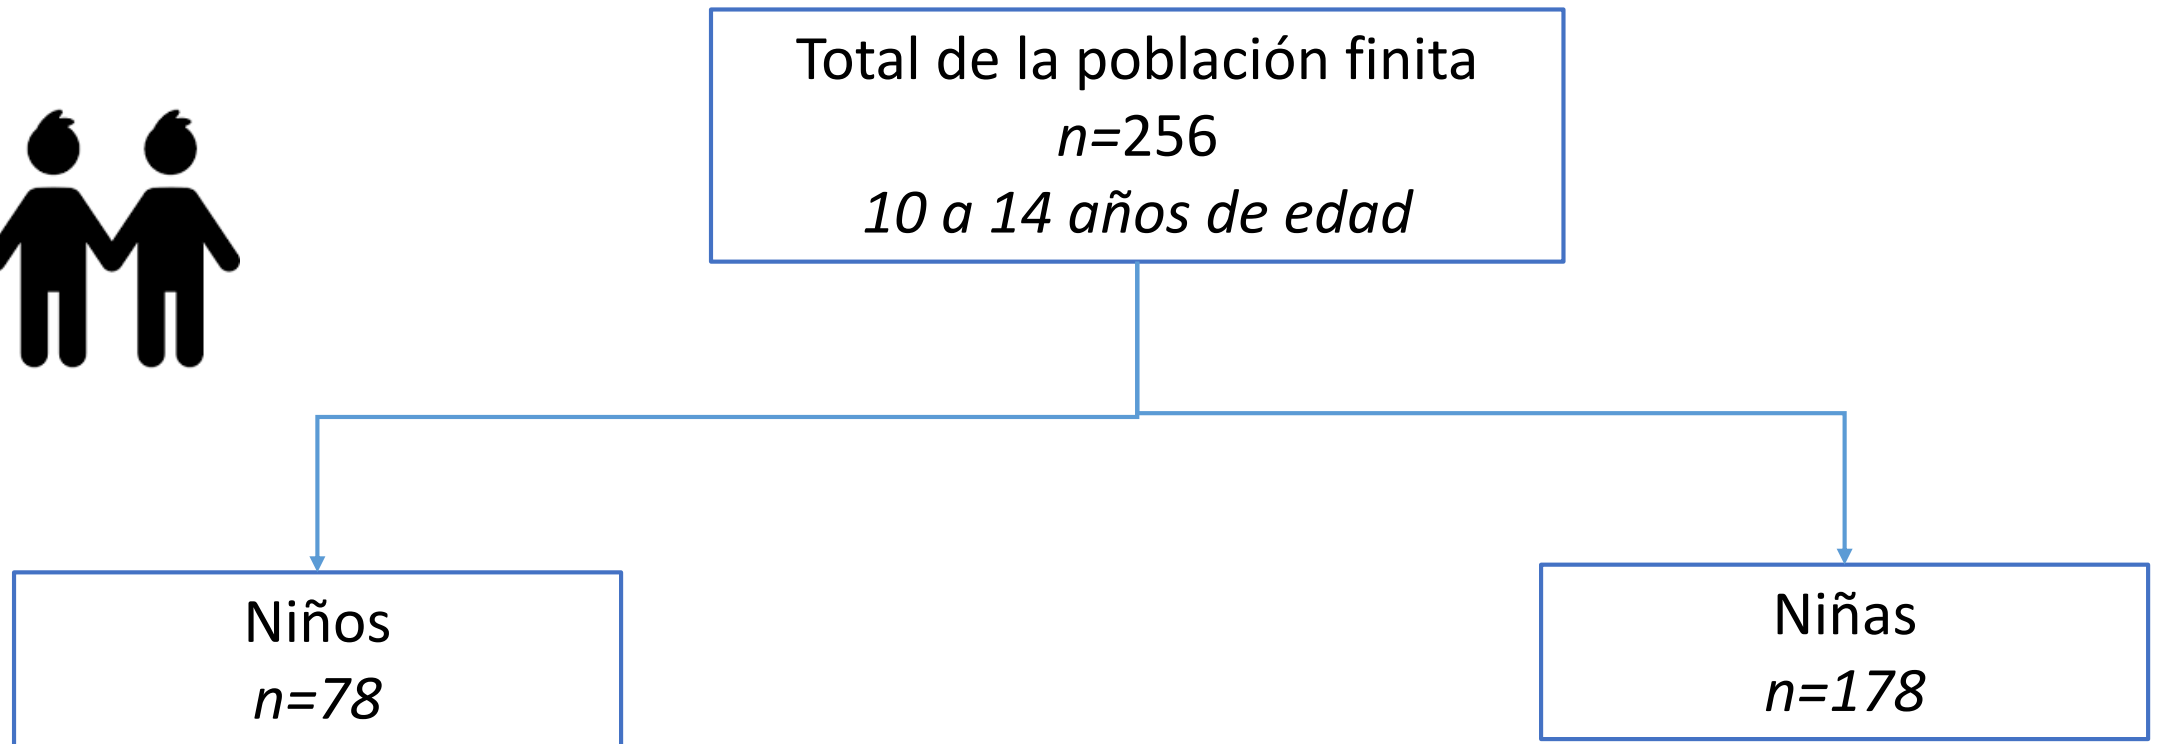 Total de la población finita
n=256
10 a 14 años de edad
Niños
n=78
Niñas
n=178